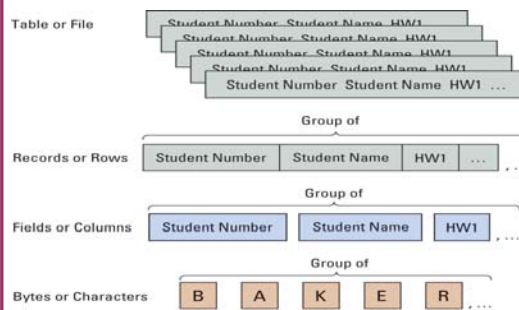 Table or File
Student Number Student Name HW1
Student Number Student Name HW1
Student Number Student Name HW1
Student Number Student Name HW1
Student Number Student Name HW1 ...
Group of
Records or Rows Student Number Student Name HW1 ... , ...
Group of
Fields or Columns Student Number Student Name HW1 , ...
Group of
Bytes or Characters B A K E R , ...